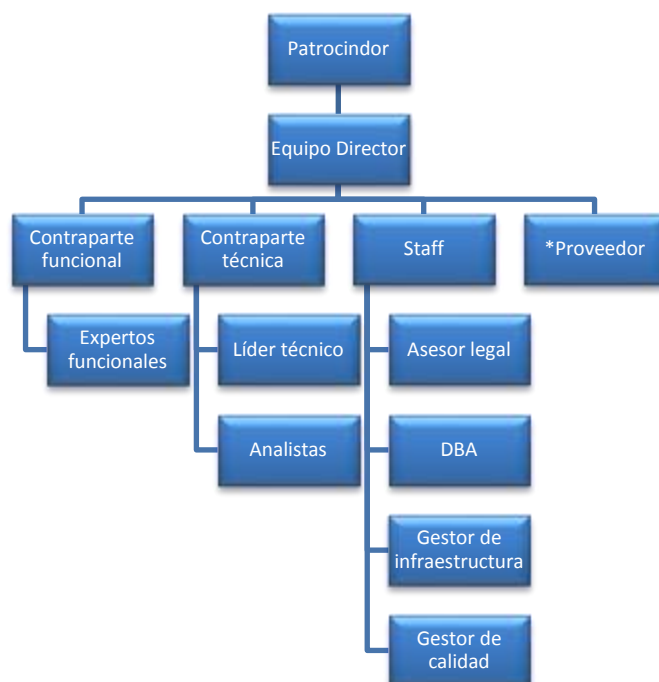 Patrocindor
Equipo Director
Contraparte
funcional
Contraparte
técnica
Staff
*Proveedor
Expertos
funcionales
Líder técnico
Asesor legal
Analistas
DBA
Gestor de
infraestructura
Gestor de
calidad